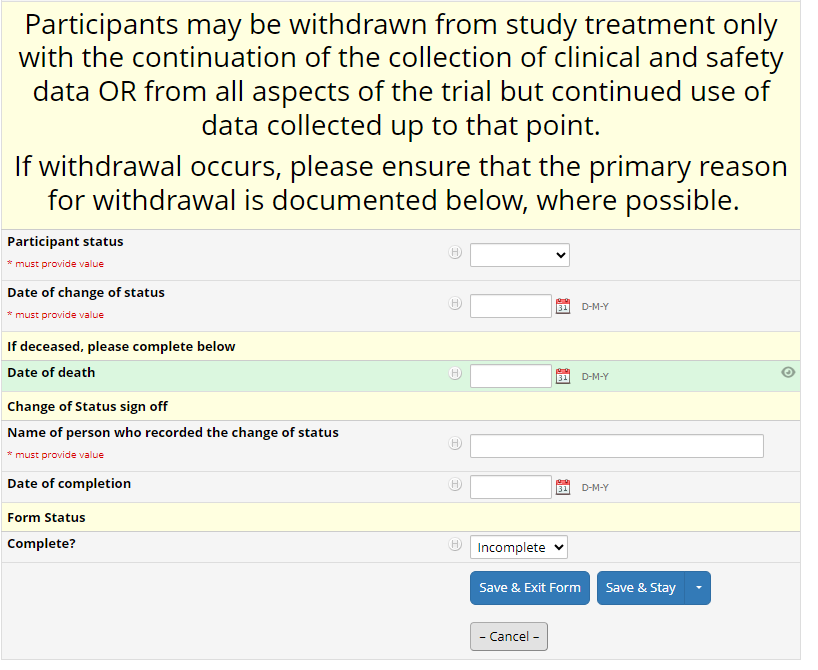 Participants may be withdrawn from study treatment only
with the continuation of the collection of clinical and safety
data OR from all aspects of the trial but continued use of
data collected up to that point.
If withdrawal occurs, please ensure that the primary reason
for withdrawal is documented below, where possible.
Participant status
* must provide value
H
Date of change of status
* must provide value
H
31
D-M-Y
If deceased, please complete below
Date of death
H
31
D-M-Y
Change of Status sign off
Name of person who recorded the change of status
* must provide value
H
Date of completion
H
31
D-M-Y
Form Status
Complete?
H
Incomplete
Save & Exit Form
Save & Stay
– Cancel –